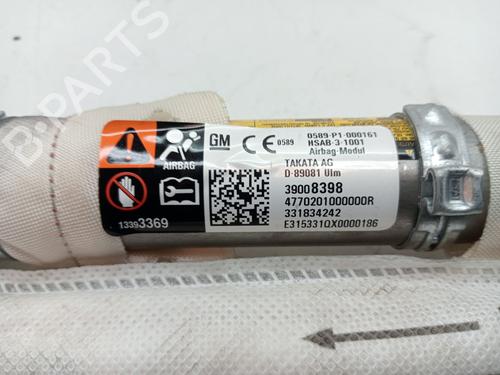 B-PARTS
GM CE 0589
0589-P1-000161
HSAB-3-1001
Airbag-Modul
AIRBAG
TAKATA AG
D-89081 Ulm
39008398
4770201000000R
331834242
E315331QX0000186
13393369